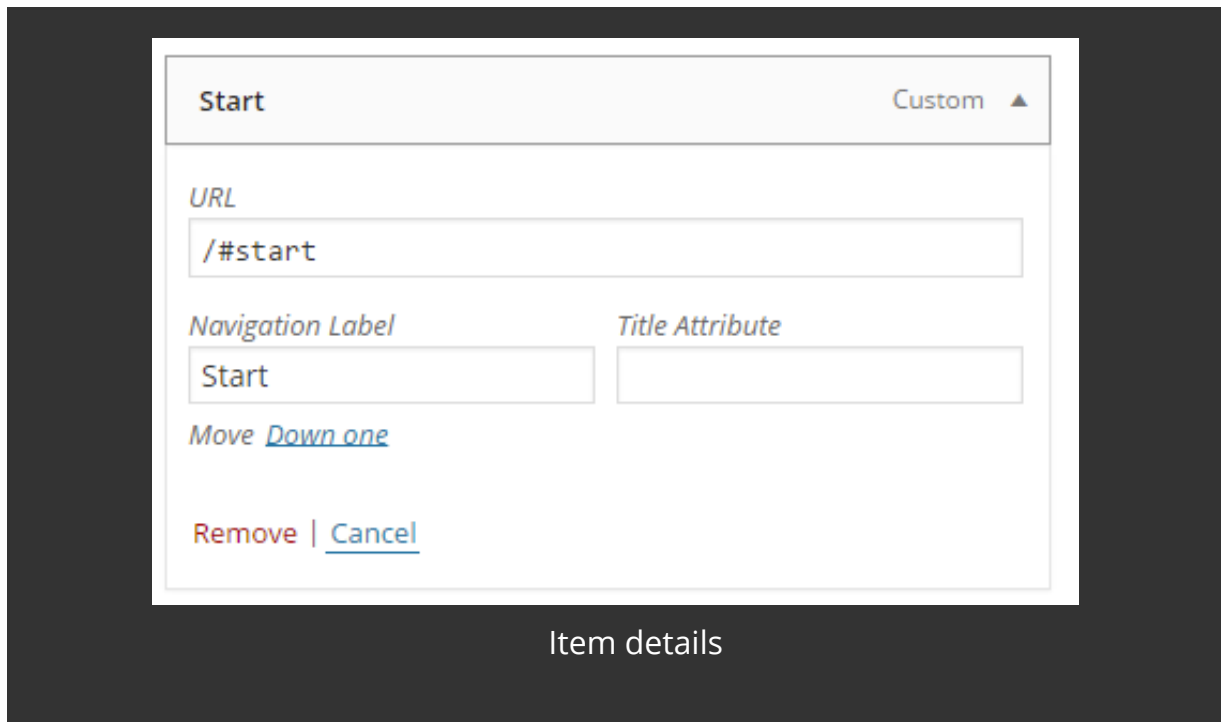 Start Custom ▲
URL
/#start
Navigation Label Title Attribute
Start
Move Down one
Remove | Cancel
Item details